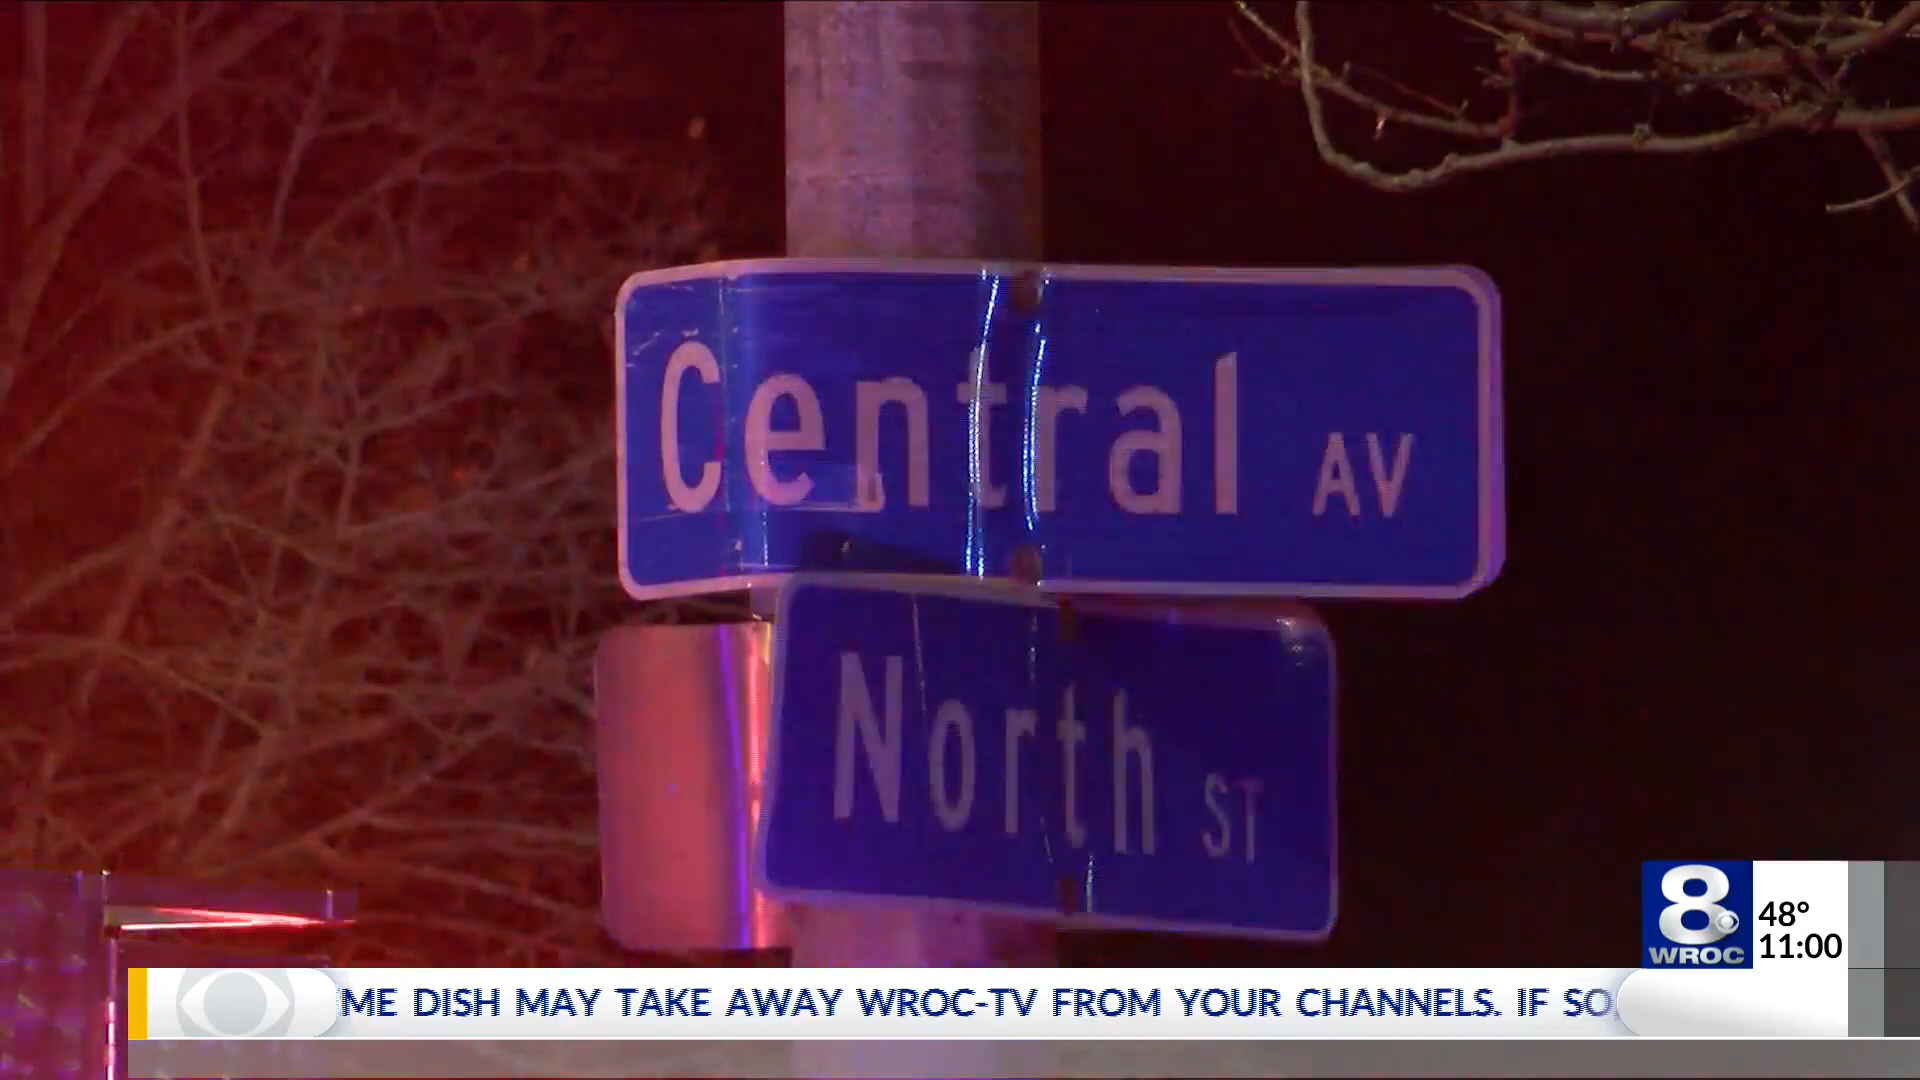 Central AV
North ST
8
WROC
48°
11:00
ME DISH MAY TAKE AWAY WROC-TV FROM YOUR CHANNELS. IF SO